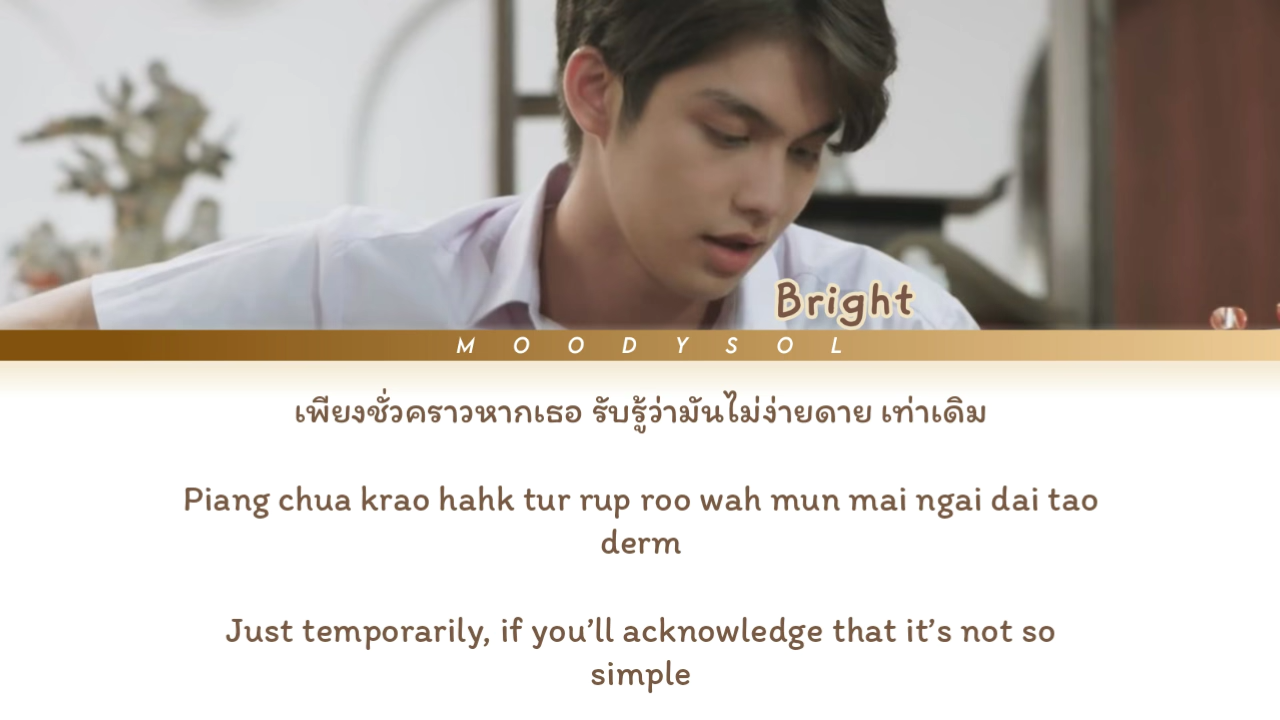 Bright
MOODYSOL
เพียงชั่วคราวหากเธอ รับรู้ว่ามันไม่ง่ายดาย เท่าเดิม
Piang chua krao hahk tur rup roo wah mun mai ngai dai tao
derm
Just temporarily, if you’ll acknowledge that it’s not so
simple